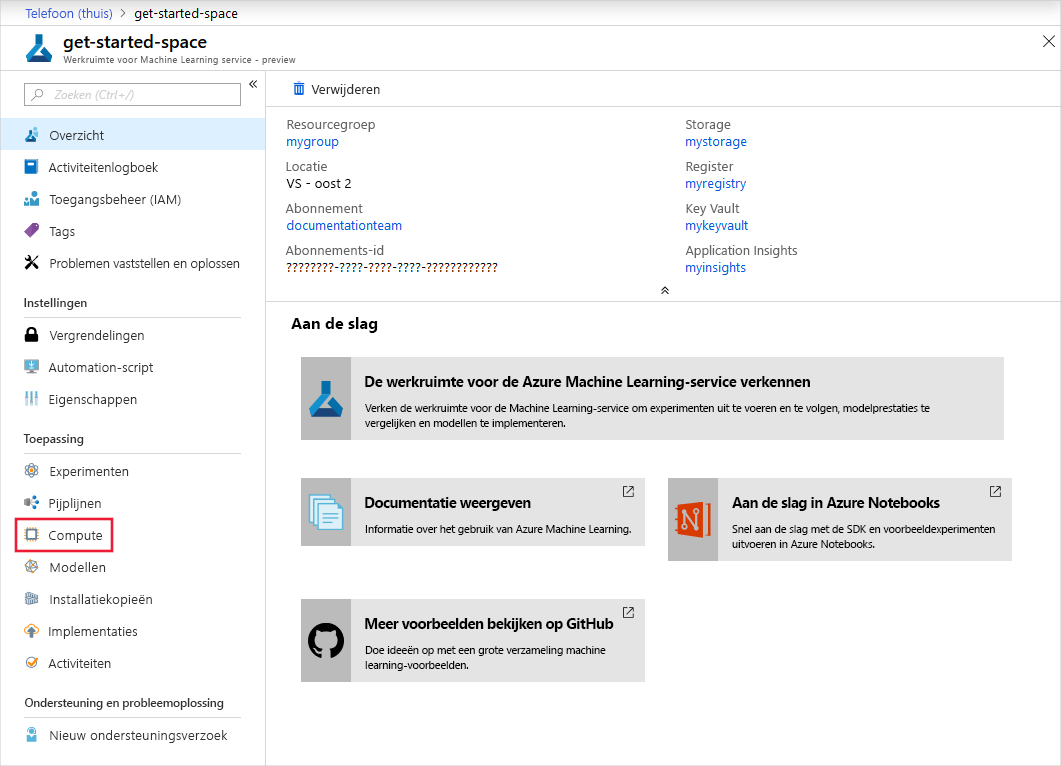 Telefoon (thuis) > get-started-space
get-started-space
Werkruimte voor Machine Learning service - preview
Zoeken (Ctrl+/)
«
Overzicht
Activiteitenlogboek
Toegangsbeheer (IAM)
Tags
Problemen vaststellen en oplossen
Instellingen
Vergrendelingen
Automation-script
Eigenschappen
Toepassing
Experimenten
Pijplijnen
Compute
Modellen
Installatiekopieën
Implementaties
Activiteiten
Ondersteuning en probleemoplossing
Nieuw ondersteuningsverzoek
Verwijderen
Resourcegroep
mygroup
Locatie
VS - oost 2
Abonnement
documentationteam
Abonnements-id
????????-????-????-????-????????????
Storage
mystorage
Register
myregistry
Key Vault
mykeyvault
Application Insights
myinsights
Aan de slag
De werkruimte voor de Azure Machine Learning-service verkennen
Verken de werkruimte voor de Machine Learning-service om experimenten uit te voeren en te volgen, modelprestaties te
vergelijken en modellen te implementeren.
Documentatie weergeven
Informatie over het gebruik van Azure Machine Learning.
Aan de slag in Azure Notebooks
Snel aan de slag met de SDK en voorbeeldexperimenten
uitvoeren in Azure Notebooks.
Meer voorbeelden bekijken op GitHub
Doe ideeën op met een grote verzameling machine
learning-voorbeelden.